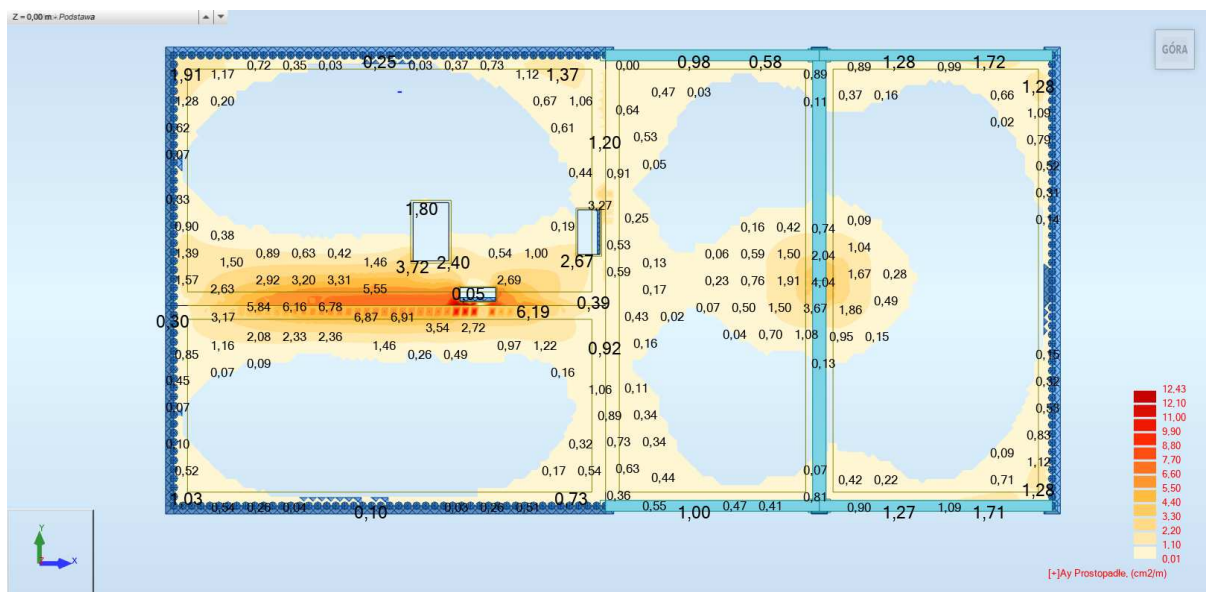 Z = 0,00 m - Podstawa
GÓRA
0,72 0,35 0,03 0,25 0,03 0,37 0,73 0,00 0,98 0,58 0,89 1,28 0,99 1,72
1,91 1,17 1,12 1,37 0,89
1,28 0,20 0,67 1,06 0,47 0,03 0,11 0,37 0,16 0,66 1,28
0,62 0,61 0,64 0,02 1,09
0,07 1,20 0,53 0,79
0,44 0,91 0,05 0,52
0,33 1,80 3,27 0,31
0,90 0,38 0,19 0,25 0,16 0,42 0,74 0,09 0,14
1,39 1,50 0,89 0,63 0,42 1,46 0,54 1,00 0,53 0,06 0,59 1,50 2,04 1,04
3,72 2,40 2,67 0,59 0,13
1,57 2,63 2,92 3,20 3,31 5,55 2,69 0,17 0,23 0,76 1,91 4,04 1,67 0,28
0,05 0,39 0,49
0,30 3,17 5,84 6,16 6,78 6,87 6,91 6,19 0,43 0,02 0,07 0,50 1,50 3,67 1,86
2,08 2,33 2,36 3,54 2,72 0,04 0,70 1,08 0,95 0,15
0,85 1,16 1,46 0,26 0,49 0,97 1,22 0,92 0,16 0,15
0,45 0,07 0,09 0,16 0,13 0,32
0,07 1,06 0,11 0,53
0,89 0,34
0,10 0,32 0,73 0,34 0,83
0,52 0,17 0,54 0,63 0,44 0,07 0,42 0,22 0,09 0,71 1,12
1,03 0,73 0,36 0,81 1,28
0,54 0,26 0,04 0,10 0,03 0,26 0,51 0,55 1,00 0,47 0,41 0,90 1,27 1,09 1,71
12,43
12,10
11,00
9,90
8,80
7,70
6,60
5,50
4,40
3,30
2,20
1,10
0,01
[+]Ay Prostopadłe, (cm2/m)
Y
X